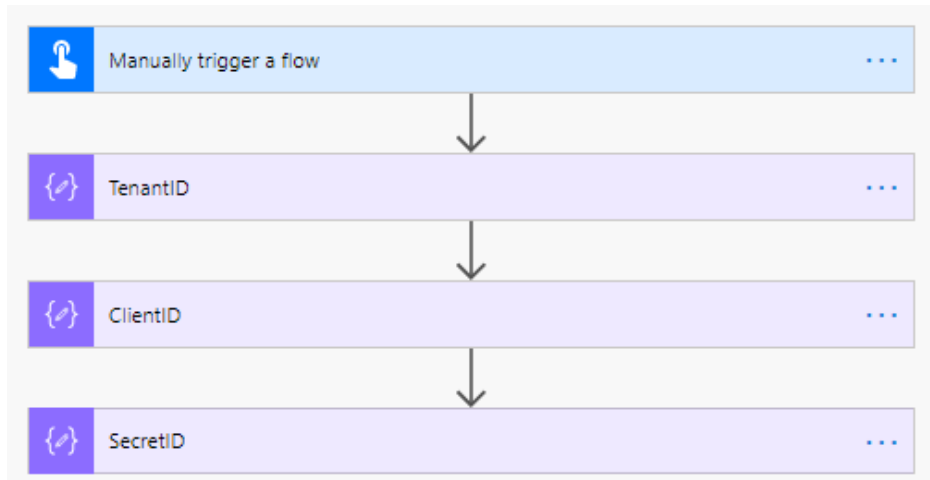 Manually trigger a flow
TenantID
ClientID
SecretID